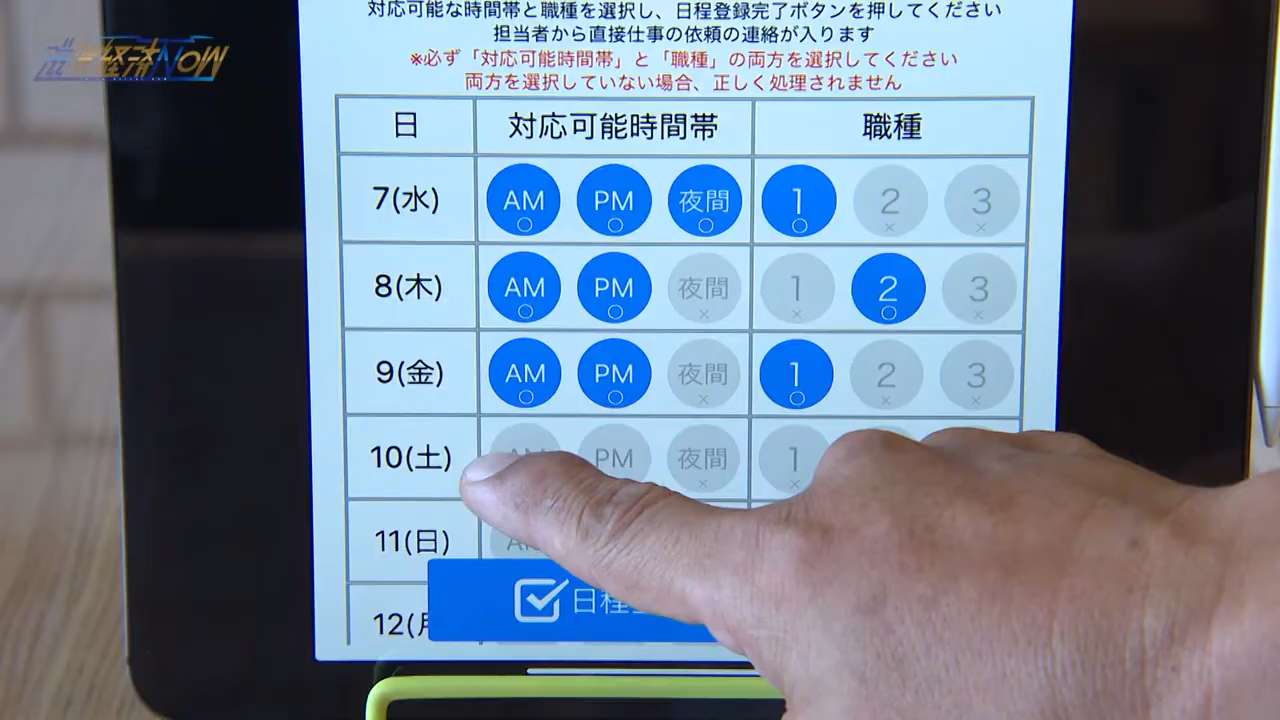 対応可能な時間帯と職種を選択し、日程登録完了ボタンを押してください
担当者から直接仕事の依頼の連絡が入ります
※必ず「対応可能時間帯」と「職種」の両方を選択してください
両方を選択していない場合、正しく処理されません
経済NOW
日 対応可能時間帯 職種
7(水) AM○ PM○ 夜間○ 1○ 2× 3×
8(木) AM○ PM○ 夜間× 1× 2○ 3×
9(金) AM○ PM○ 夜間× 1○ 2× 3×
10(土) PM 夜間× 1×
11(日)
12(月
日程